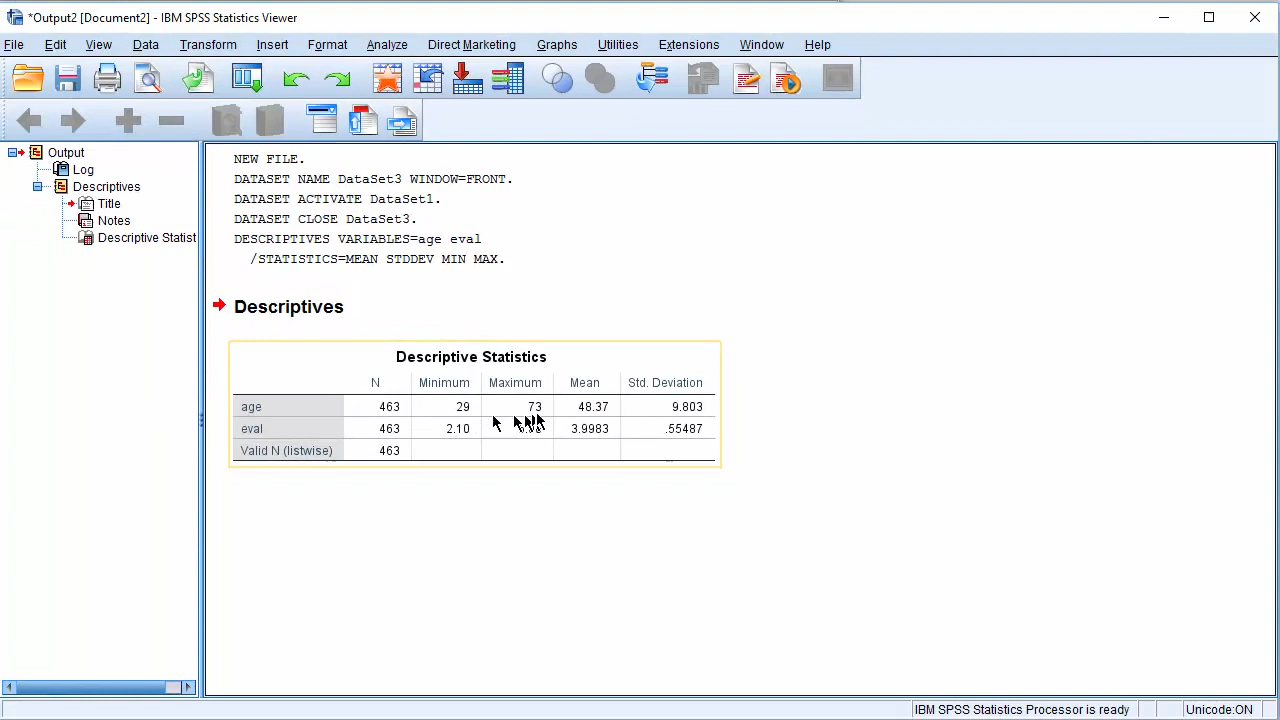 *Output2 [Document2] - IBM SPSS Statistics Viewer
File Edit View Data Transform Insert Format Analyze Direct Marketing Graphs Utilities Extensions Window Help
Output
Log
Descriptives
Title
Notes
Descriptive Statist
NEW FILE.
DATASET NAME DataSet3 WINDOW=FRONT.
DATASET ACTIVATE DataSet1.
DATASET CLOSE DataSet3.
DESCRIPTIVES VARIABLES=age eval
/STATISTICS=MEAN STDDEV MIN MAX.
Descriptives
Descriptive Statistics
N Minimum Maximum Mean Std. Deviation
age 463 29 73 48.37 9.803
eval 463 2.10 3.9983 .55487
Valid N (listwise) 463
IBM SPSS Statistics Processor is ready Unicode:ON